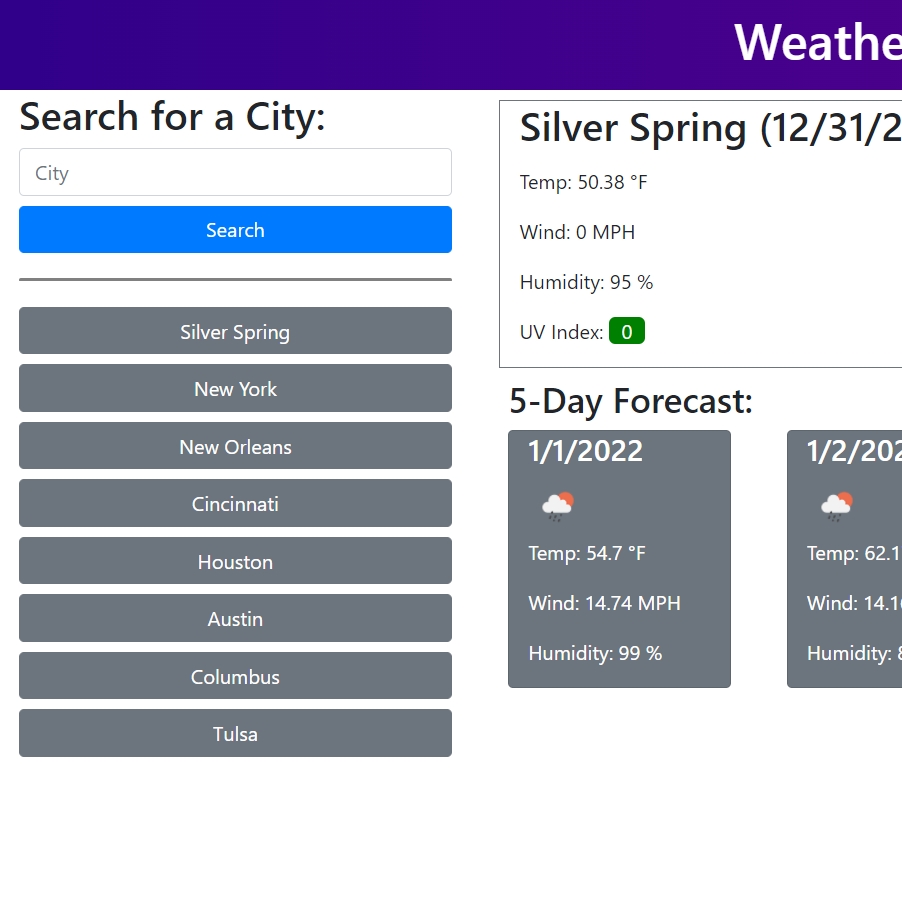 Weathe
Search for a City:
City
Search
Silver Spring
New York
New Orleans
Cincinnati
Houston
Austin
Columbus
Tulsa
Silver Spring (12/31/2
Temp: 50.38 °F
Wind: 0 MPH
Humidity: 95 %
UV Index: 0
5-Day Forecast:
1/1/2022
Temp: 54.7 °F
Wind: 14.74 MPH
Humidity: 99 %
1/2/202
Temp: 62.1
Wind: 14.1
Humidity: